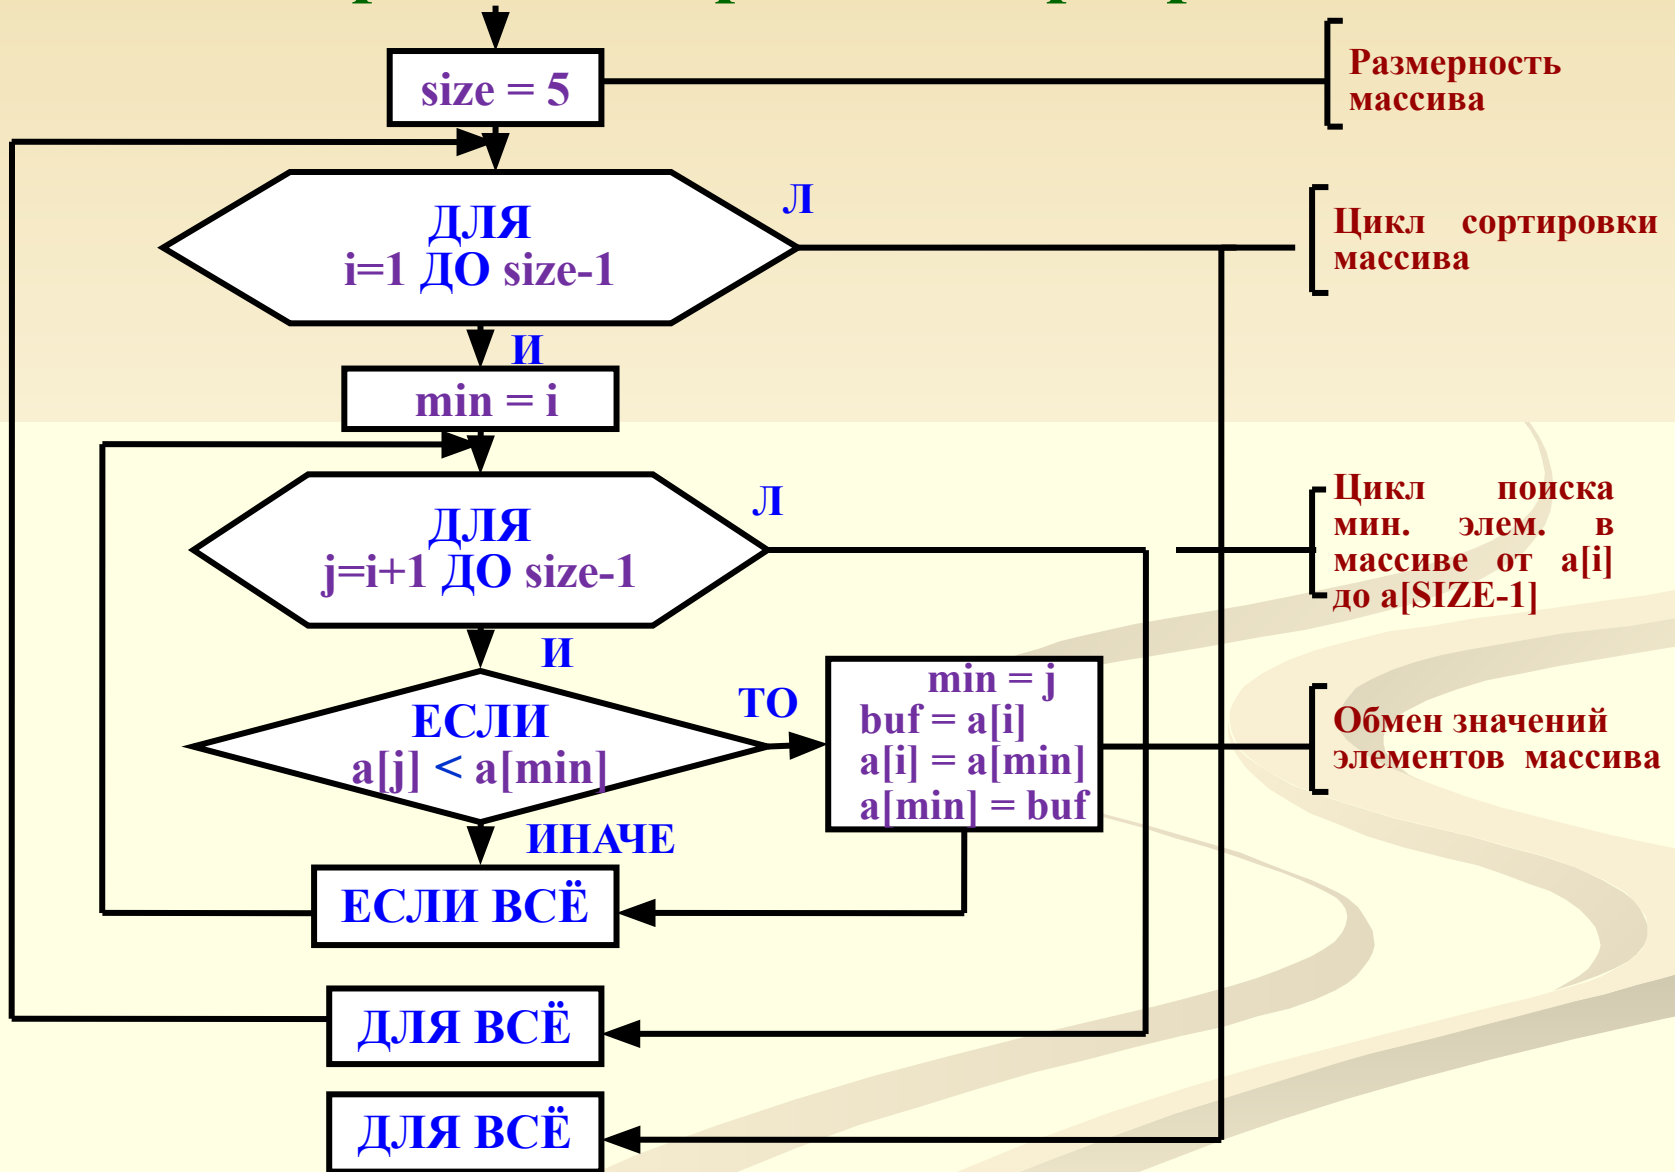 size = 5
Размерность
массива
ДЛЯ
i=1 ДО size-1
Л
Цикл сортировки
массива
И
min = i
ДЛЯ
j=i+1 ДО size-1
Л
Цикл поиска
мин. элем. в
массиве от a[i]
до a[SIZE-1]
И
ЕСЛИ
a[j] < a[min]
ТО
min = j
buf = a[i]
a[i] = a[min]
a[min] = buf
Обмен значений
элементов массива
ИНАЧЕ
ЕСЛИ ВСЁ
ДЛЯ ВСЁ
ДЛЯ ВСЁ